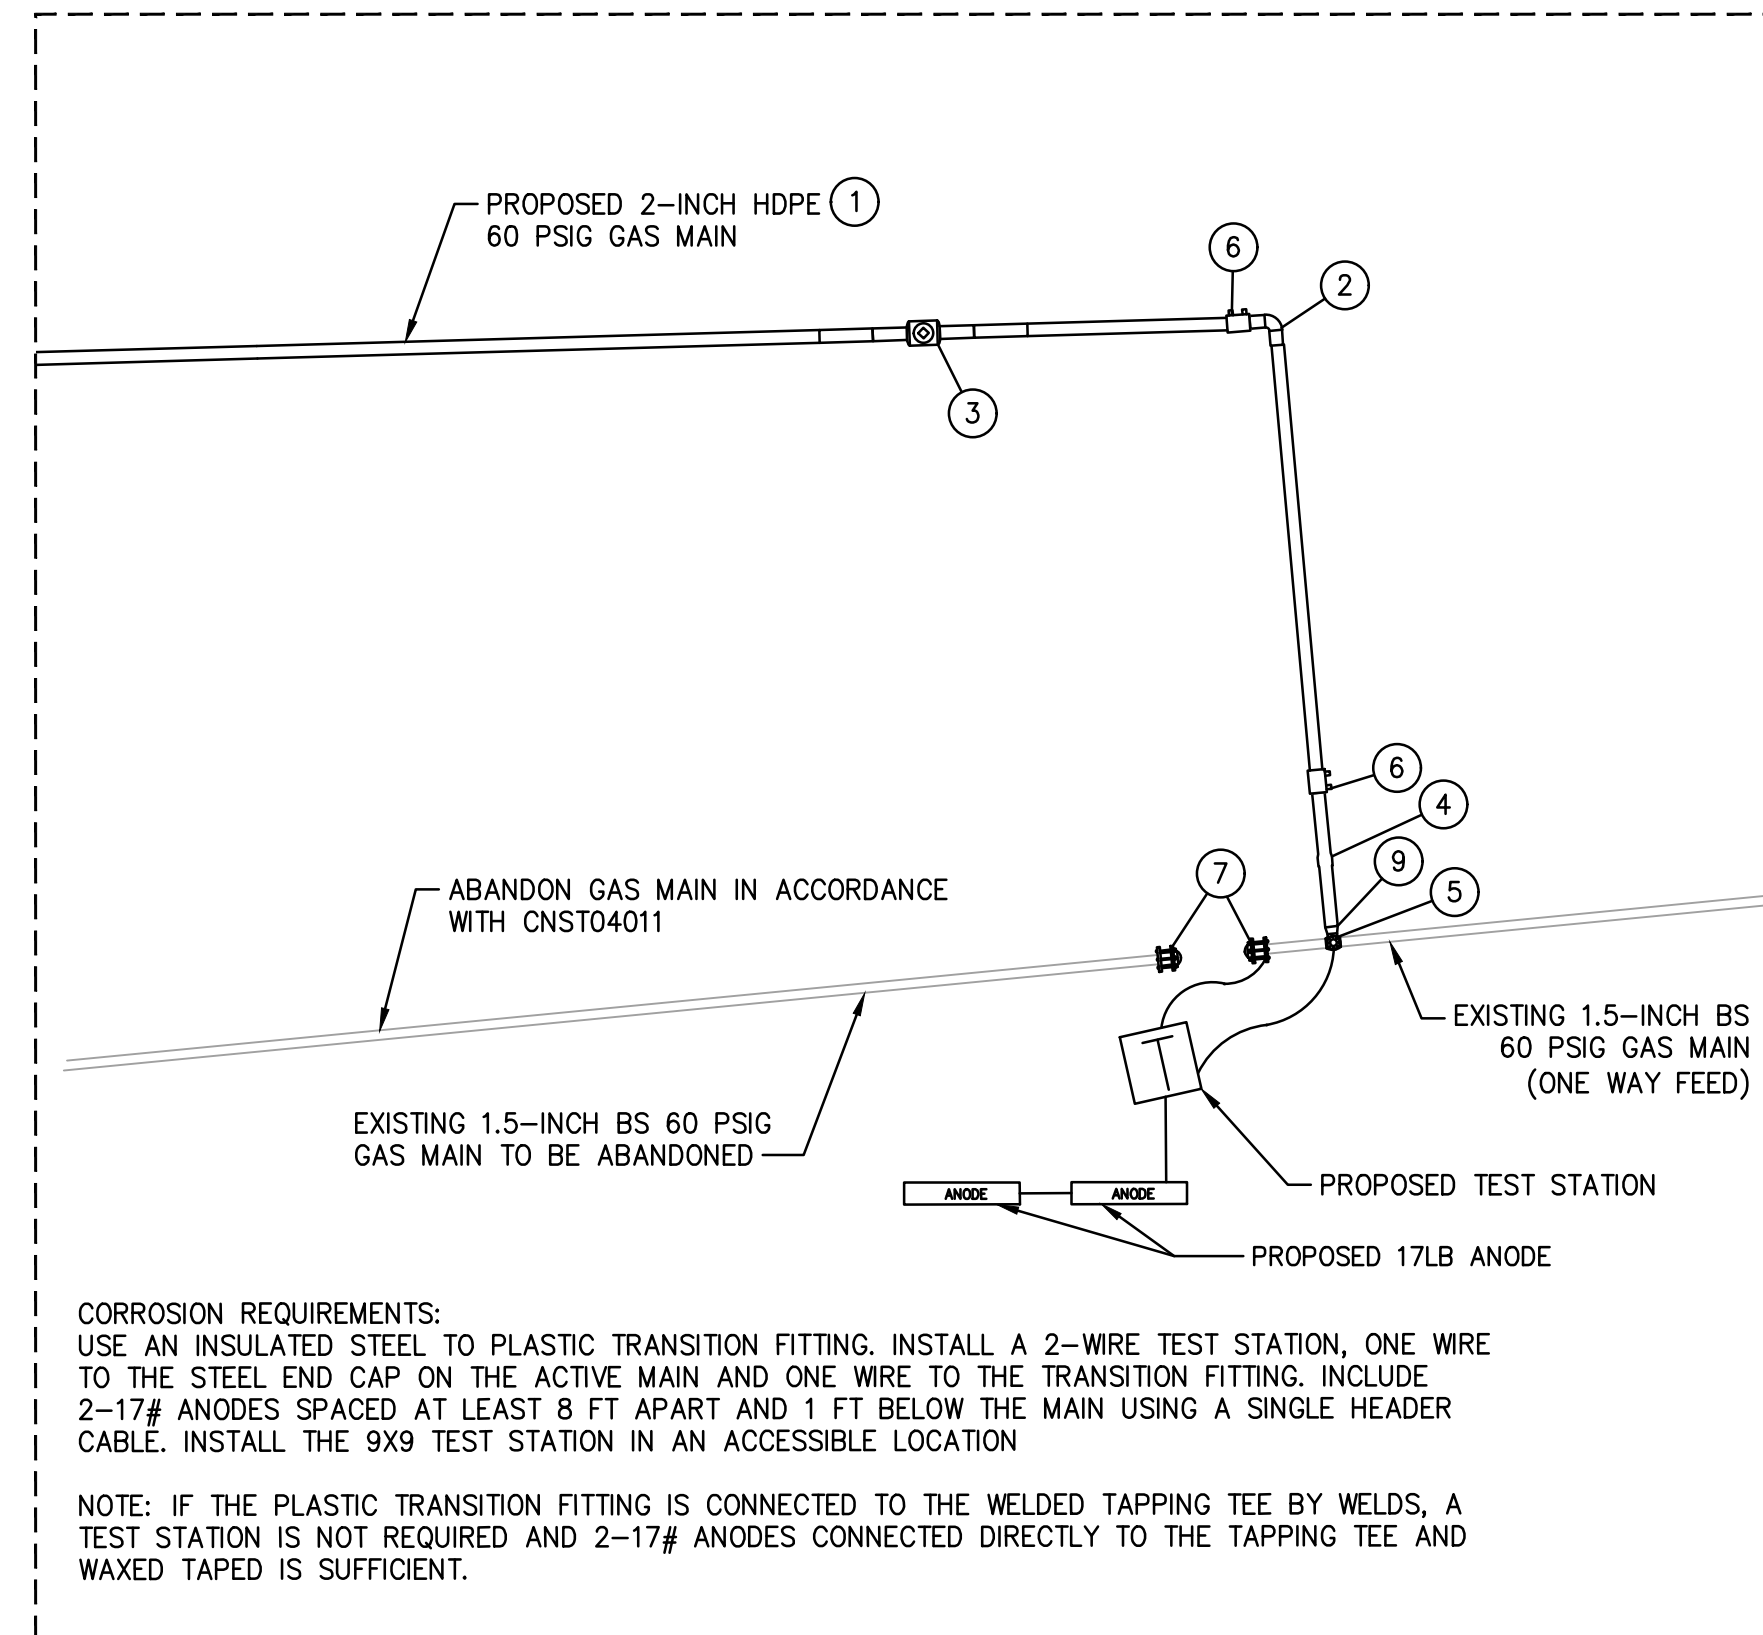 PROPOSED 2-INCH HDPE 1
60 PSIG GAS MAIN
6
2
3
6
4
9
7
5
ABANDON GAS MAIN IN ACCORDANCE
WITH CNST04011
EXISTING 1.5-INCH BS
60 PSIG GAS MAIN
(ONE WAY FEED)
EXISTING 1.5-INCH BS 60 PSIG
GAS MAIN TO BE ABANDONED
PROPOSED TEST STATION
ANODE
ANODE
PROPOSED 17LB ANODE
CORROSION REQUIREMENTS:
USE AN INSULATED STEEL TO PLASTIC TRANSITION FITTING. INSTALL A 2-WIRE TEST STATION, ONE WIRE
TO THE STEEL END CAP ON THE ACTIVE MAIN AND ONE WIRE TO THE TRANSITION FITTING. INCLUDE
2-17# ANODES SPACED AT LEAST 8 FT APART AND 1 FT BELOW THE MAIN USING A SINGLE HEADER
CABLE. INSTALL THE 9X9 TEST STATION IN AN ACCESSIBLE LOCATION
NOTE: IF THE PLASTIC TRANSITION FITTING IS CONNECTED TO THE WELDED TAPPING TEE BY WELDS, A
TEST STATION IS NOT REQUIRED AND 2-17# ANODES CONNECTED DIRECTLY TO THE TAPPING TEE AND
WAXED TAPED IS SUFFICIENT.